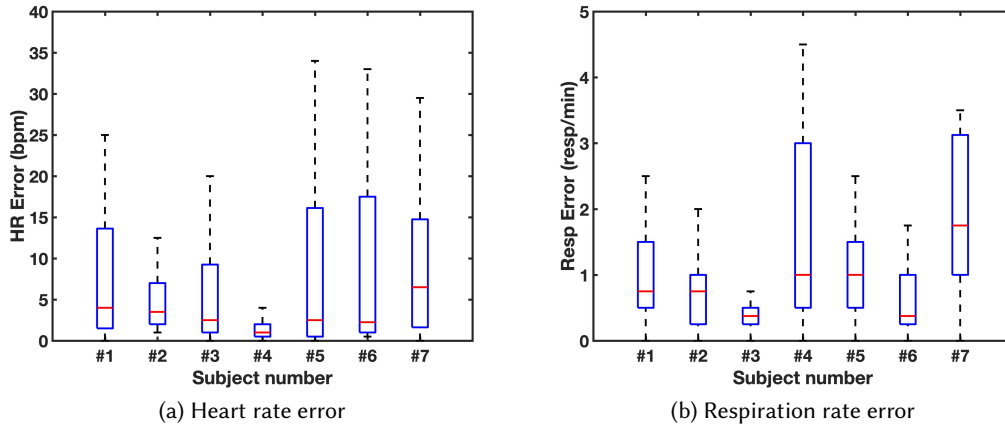 40
35
30
25
20
15
10
5
0
HR Error (bpm)
#1 #2 #3 #4 #5 #6 #7
Subject number
(a) Heart rate error
5
4
3
2
1
0
Resp Error (resp/min)
#1 #2 #3 #4 #5 #6 #7
Subject number
(b) Respiration rate error